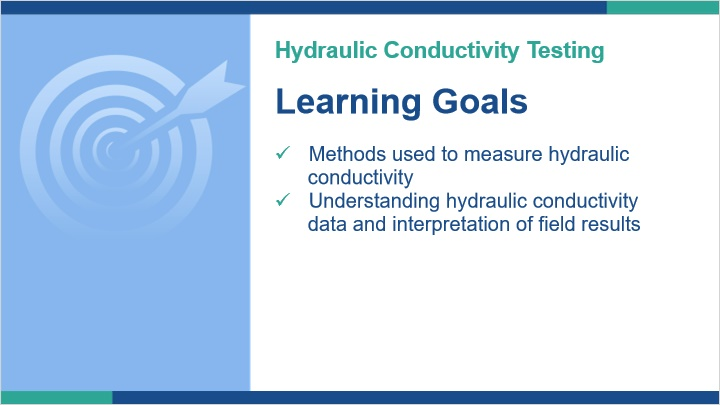 Hydraulic Conductivity Testing
Learning Goals
✓ Methods used to measure hydraulic
conductivity
✓ Understanding hydraulic conductivity
data and interpretation of field results